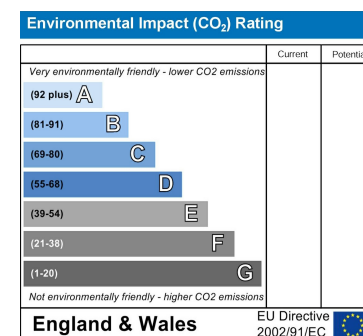 Environmental Impact (CO₂) Rating
Current Potentia
Very environmentally friendly - lower CO2 emissions
(92 plus) A
(81-91) B
(69-80) C
(55-68) D
(39-54) E
(21-38) F
(1-20) G
Not environmentally friendly - higher CO2 emissions
England & Wales
EU Directive
2002/91/EC